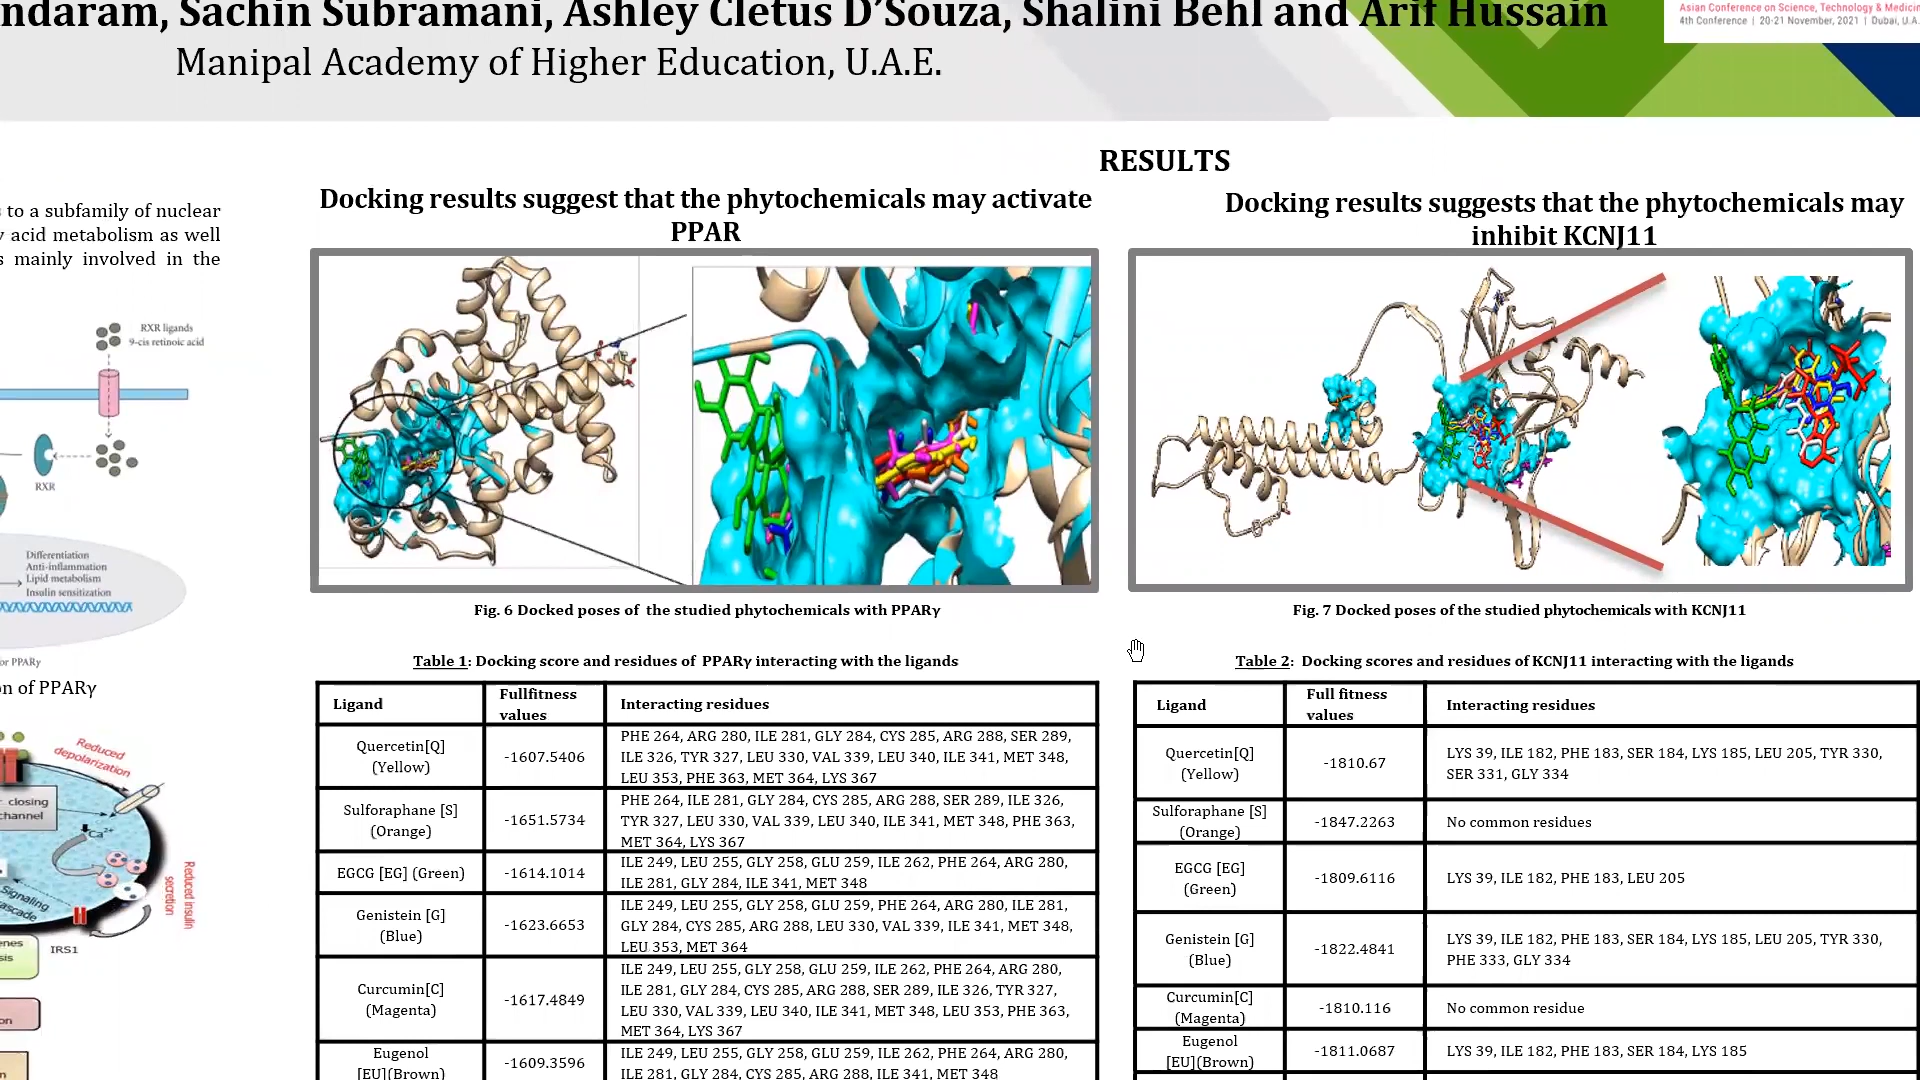 ndaram, Sachin Subramani, Ashley Cletus D’Souza, Shalini Behl and Arif Hussain
Manipal Academy of Higher Education, U.A.E.
Asian Conference on Science, Technology & Medicin
4th Conference | 20-21 November, 2021 | Dubai, U.A.
s to a subfamily of nuclear
y acid metabolism as well
s mainly involved in the
RXR ligands
9-cis retinoic acid
RXR
Differentiation
Anti-inflammation
Lipid metabolism
Insulin sensitization
or PPARγ
on of PPARγ
Reduced
depolarization
closing
channel
Ca²⁺
Signaling
cascade
Reduced insulin
secretion
IRS1
enes
sis
on
RESULTS
Docking results suggest that the phytochemicals may activate
PPAR
Fig. 6 Docked poses of the studied phytochemicals with PPARγ
Table 1: Docking score and residues of PPARγ interacting with the ligands
Ligand
Fullfitness
values
Interacting residues
Quercetin[Q]
(Yellow)
-1607.5406
PHE 264, ARG 280, ILE 281, GLY 284, CYS 285, ARG 288, SER 289,
ILE 326, TYR 327, LEU 330, VAL 339, LEU 340, ILE 341, MET 348,
LEU 353, PHE 363, MET 364, LYS 367
Sulforaphane [S]
(Orange)
-1651.5734
PHE 264, ILE 281, GLY 284, CYS 285, ARG 288, SER 289, ILE 326,
TYR 327, LEU 330, VAL 339, LEU 340, ILE 341, MET 348, PHE 363,
MET 364, LYS 367
EGCG [EG] (Green)
-1614.1014
ILE 249, LEU 255, GLY 258, GLU 259, ILE 262, PHE 264, ARG 280,
ILE 281, GLY 284, ILE 341, MET 348
Genistein [G]
(Blue)
-1623.6653
ILE 249, LEU 255, GLY 258, GLU 259, PHE 264, ARG 280, ILE 281,
GLY 284, CYS 285, ARG 288, LEU 330, VAL 339, ILE 341, MET 348,
LEU 353, MET 364
Curcumin[C]
(Magenta)
-1617.4849
ILE 249, LEU 255, GLY 258, GLU 259, ILE 262, PHE 264, ARG 280,
ILE 281, GLY 284, CYS 285, ARG 288, SER 289, ILE 326, TYR 327,
LEU 330, VAL 339, LEU 340, ILE 341, MET 348, LEU 353, PHE 363,
MET 364, LYS 367
Eugenol
[EU](Brown)
-1609.3596
ILE 249, LEU 255, GLY 258, GLU 259, ILE 262, PHE 264, ARG 280,
ILE 281, GLY 284, CYS 285, ARG 288, ILE 341, MET 348
Docking results suggests that the phytochemicals may
inhibit KCNJ11
Fig. 7 Docked poses of the studied phytochemicals with KCNJ11
Table 2: Docking scores and residues of KCNJ11 interacting with the ligands
Ligand
Full fitness
values
Interacting residues
Quercetin[Q]
(Yellow)
-1810.67
LYS 39, ILE 182, PHE 183, SER 184, LYS 185, LEU 205, TYR 330,
SER 331, GLY 334
Sulforaphane [S]
(Orange)
-1847.2263
No common residues
EGCG [EG]
(Green)
-1809.6116
LYS 39, ILE 182, PHE 183, LEU 205
Genistein [G]
(Blue)
-1822.4841
LYS 39, ILE 182, PHE 183, SER 184, LYS 185, LEU 205, TYR 330,
PHE 333, GLY 334
Curcumin[C]
(Magenta)
-1810.116
No common residue
Eugenol
[EU](Brown)
-1811.0687
LYS 39, ILE 182, PHE 183, SER 184, LYS 185